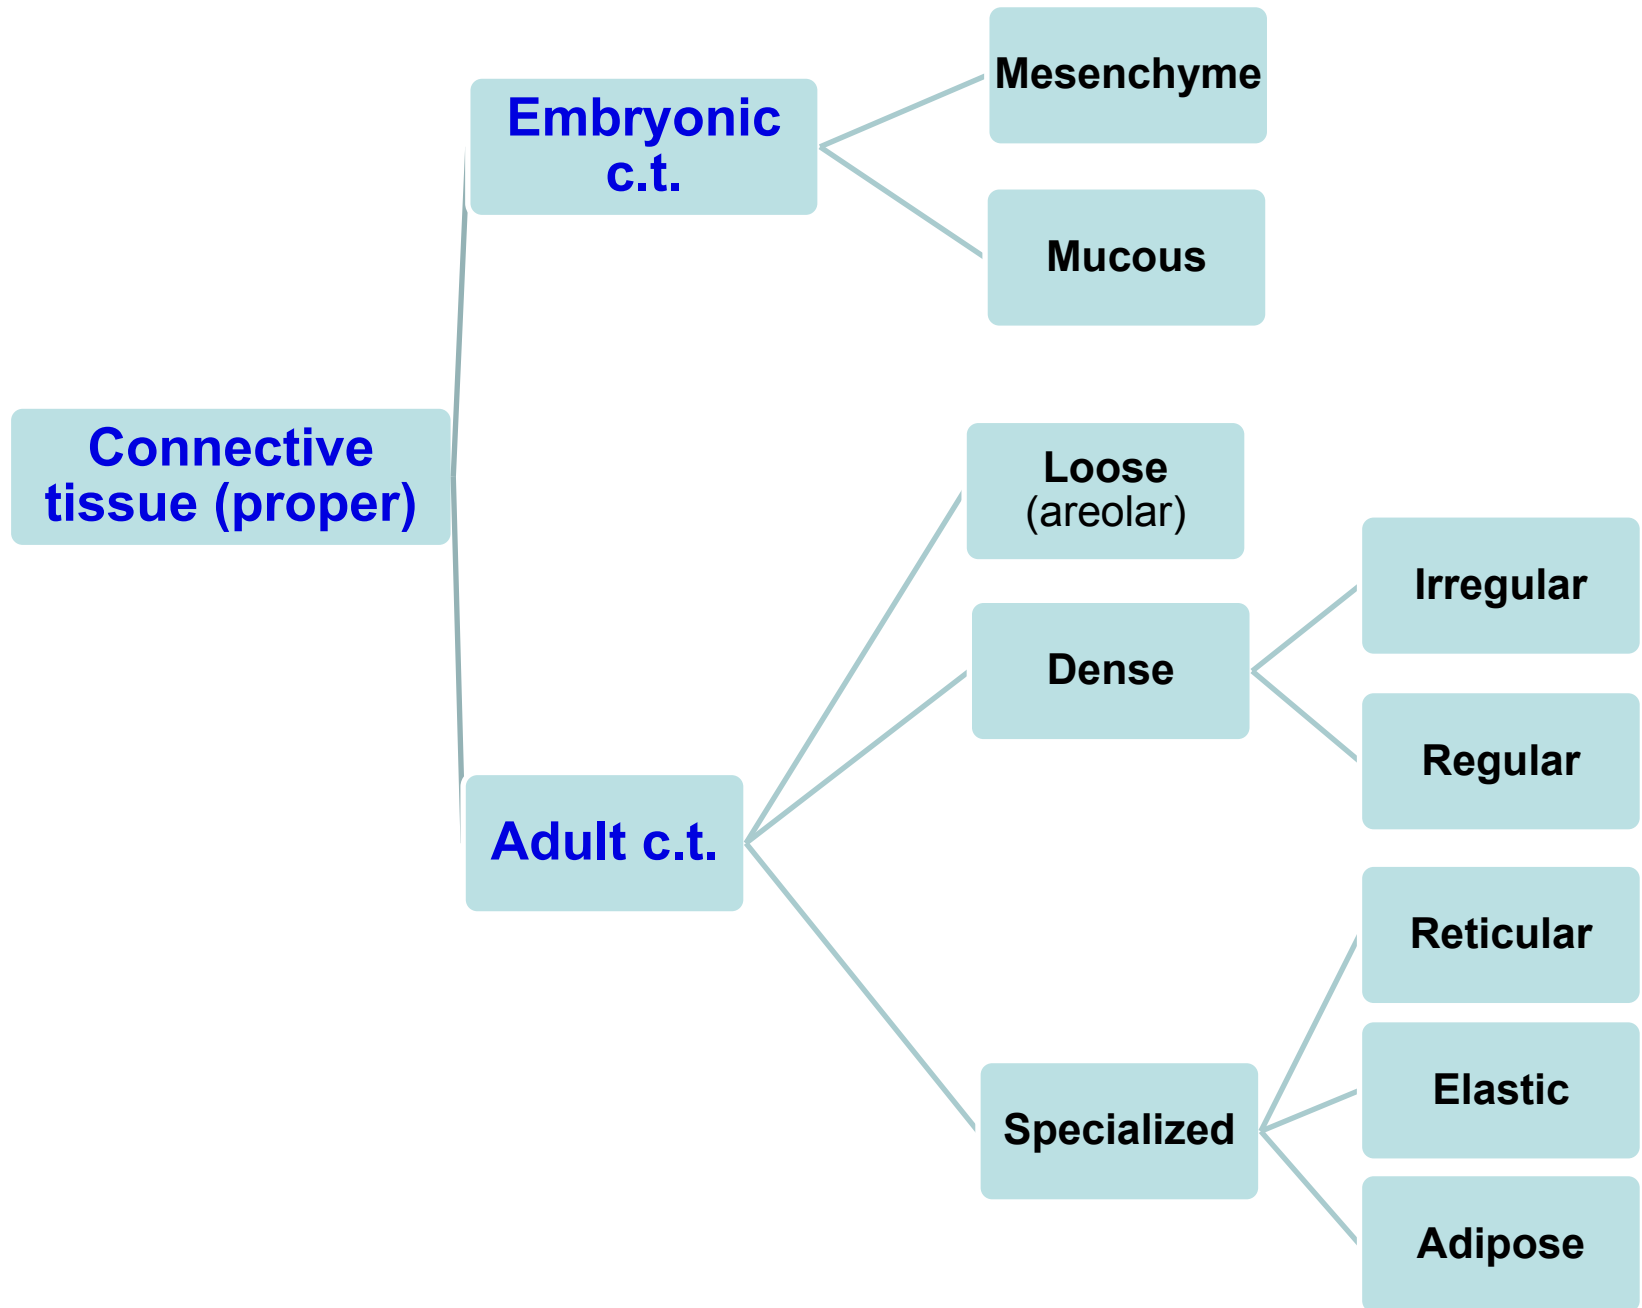 Connective
tissue (proper)
Embryonic
c.t.
Mesenchyme
Mucous
Adult c.t.
Loose
(areolar)
Dense
Irregular
Regular
Specialized
Reticular
Elastic
Adipose